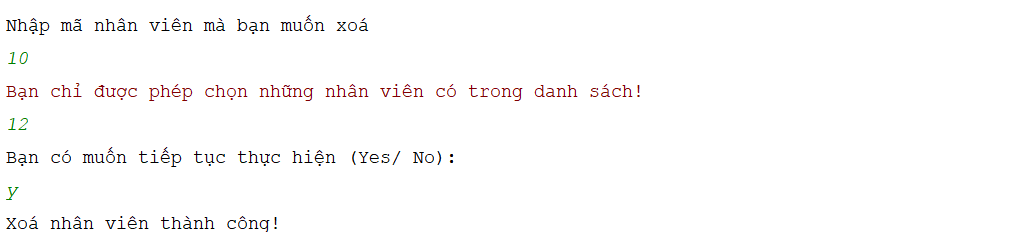 Nhập mã nhân viên mà bạn muốn xoá
10
Bạn chỉ được phép chọn những nhân viên có trong danh sách!
12
Bạn có muốn tiếp tục thực hiện (Yes/ No):
y
Xoá nhân viên thành công!